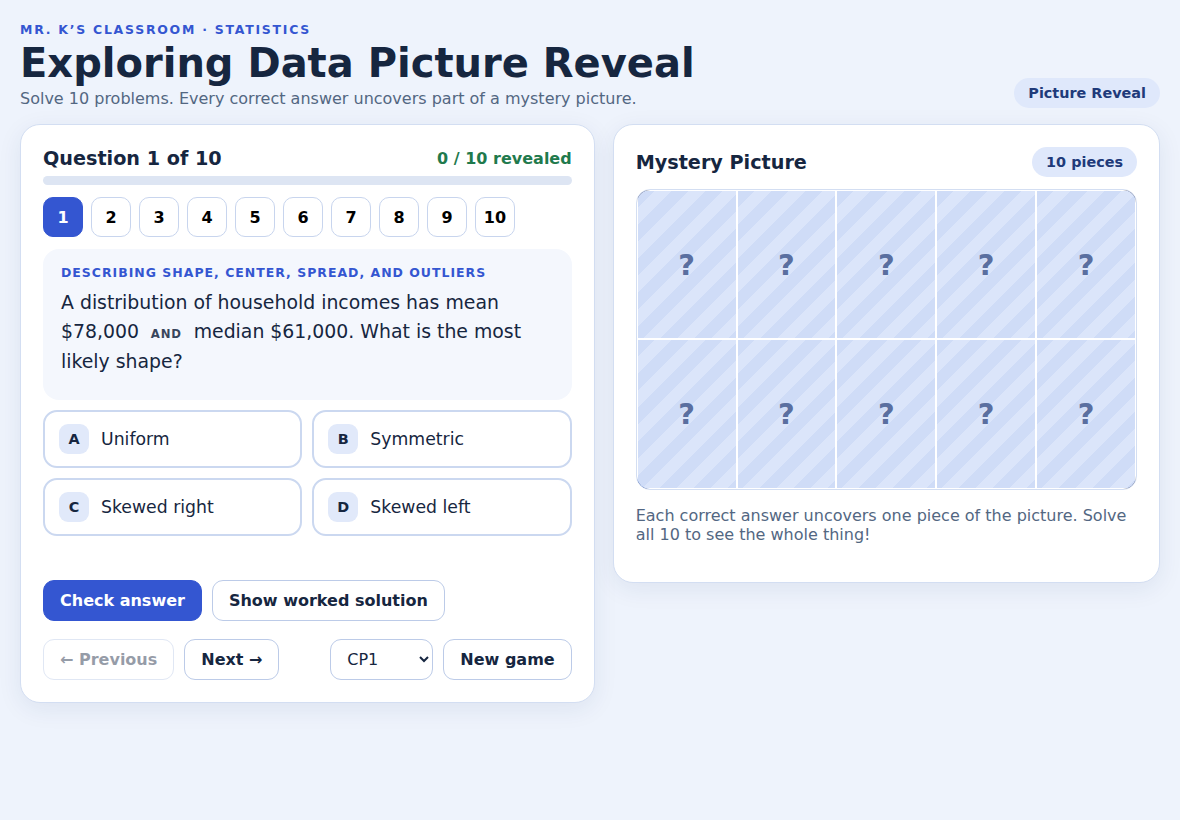 MR. K’S CLASSROOM · STATISTICS
Exploring Data Picture Reveal
Solve 10 problems. Every correct answer uncovers part of a mystery picture.
Picture Reveal
Question 1 of 10
0 / 10 revealed
1 2 3 4 5 6 7 8 9 10
DESCRIBING SHAPE, CENTER, SPREAD, AND OUTLIERS
A distribution of household incomes has mean
$78,000 AND median $61,000. What is the most
likely shape?
A Uniform
B Symmetric
C Skewed right
D Skewed left
Check answer
Show worked solution
← Previous
Next →
CP1
New game
Mystery Picture
10 pieces
? ? ? ? ?
? ? ? ? ?
Each correct answer uncovers one piece of the picture. Solve
all 10 to see the whole thing!